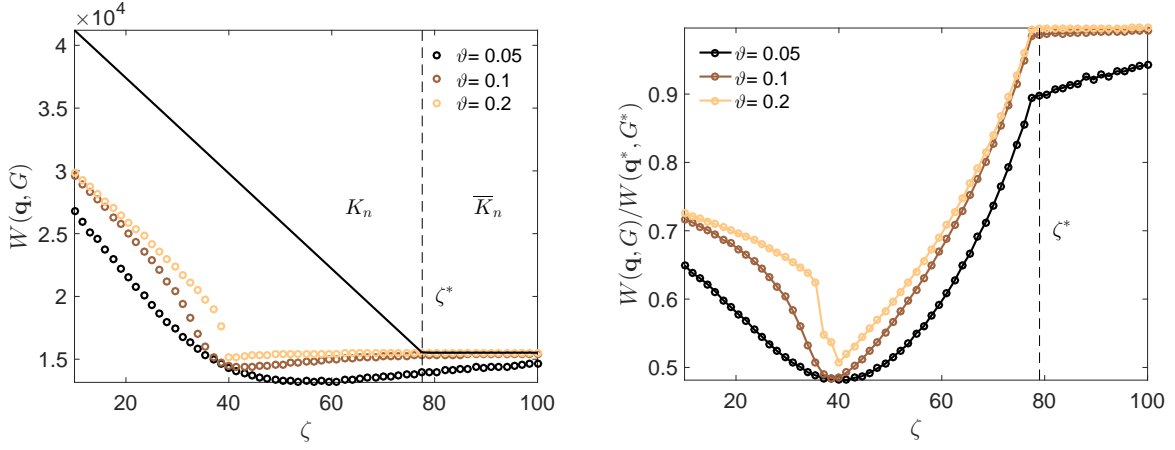 ×10⁴
4
3.5
3
2.5
2
1.5
W(q, G)
20 40 60 80 100
ζ
ϑ= 0.05
ϑ= 0.1
ϑ= 0.2
K_n
\overline{K}_n
ζ*
0.9
0.8
0.7
0.6
0.5
W(q, G)/W(q*, G*)
20 40 60 80 100
ζ
ϑ= 0.05
ϑ= 0.1
ϑ= 0.2
ζ*